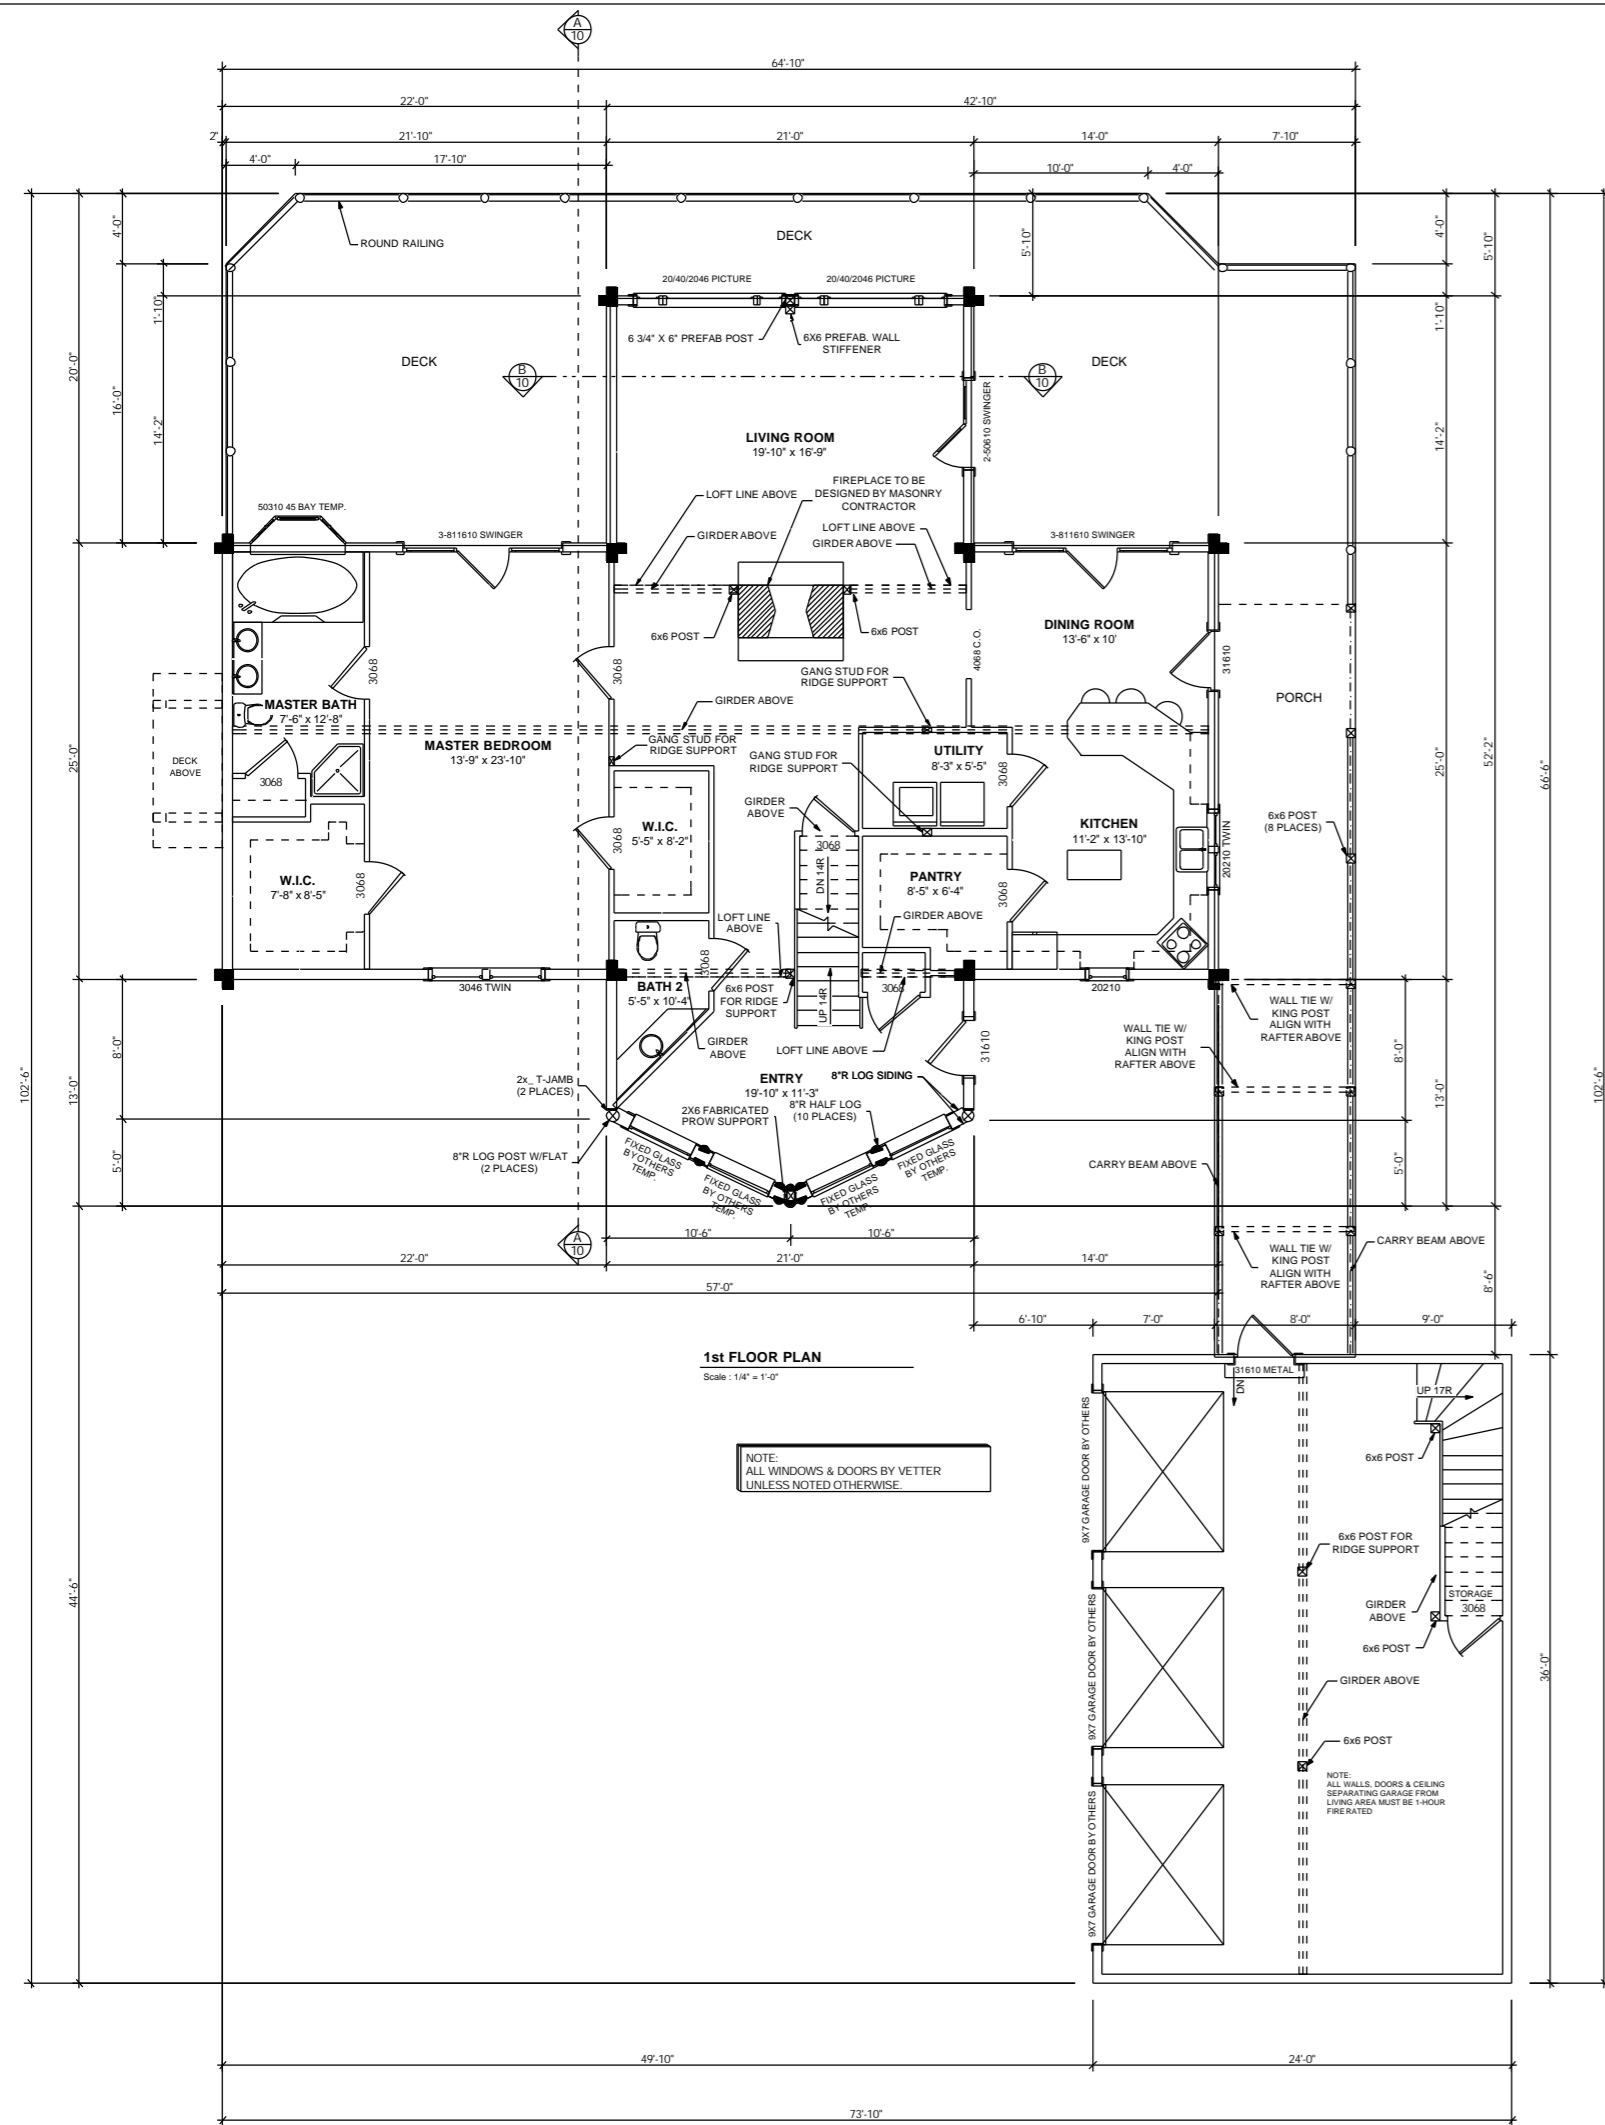 A
10
64'-10"
22'-0"
42'-10"
2"
21'-10"
21'-0"
14'-0"
7'-10"
4'-0"
17'-10"
10'-0"
4'-0"
4'-0"
5'-10"
4'-0"
5'-10"
ROUND RAILING
DECK
20/40/2046 PICTURE
20/40/2046 PICTURE
1'-10"
1'-10"
6 3/4" X 6" PREFAB POST
6X6 PREFAB. WALL
STIFFENER
DECK
DECK
B
10
B
10
20'-0"
16'-0"
14'-2"
14'-2"
2-50610 SWINGER
LIVING ROOM
19'-10" x 16'-9"
FIREPLACE TO BE
DESIGNED BY MASONRY
CONTRACTOR
LOFT LINE ABOVE
LOFT LINE ABOVE
50310 45 BAY TEMP.
3-811610 SWINGER
GIRDER ABOVE
GIRDER ABOVE
3-811610 SWINGER
6x6 POST
6x6 POST
DINING ROOM
13'-6" x 10'
4068 C.O.
3068
3068
31610
GANG STUD FOR
RIDGE SUPPORT
GIRDER ABOVE
PORCH
MASTER BATH
7'-6" x 12'-8"
MASTER BEDROOM
13'-9" x 23'-10"
GANG STUD FOR
RIDGE SUPPORT
GANG STUD FOR
RIDGE SUPPORT
UTILITY
8'-3" x 5'-5"
3068
DECK
ABOVE
3068
25'-0"
25'-0"
52'-2"
66'-6"
GIRDER
ABOVE
W.I.C.
5'-5" x 8'-2"
3068
3068
KITCHEN
11'-2" x 13'-10"
20210 TWIN
6x6 POST
(8 PLACES)
W.I.C.
7'-8" x 8'-5"
3068
DN 14R
PANTRY
8'-5" x 6'-4"
3068
LOFT LINE
ABOVE
GIRDER ABOVE
3068
3046 TWIN
BATH 2
5'-5" x 10'-4"
6x6 POST
FOR RIDGE
SUPPORT
UP 14R
3068
20210
WALL TIE W/
KING POST
ALIGN WITH
RAFTER ABOVE
WALL TIE W/
KING POST
ALIGN WITH
RAFTER ABOVE
GIRDER
ABOVE
LOFT LINE ABOVE
31610
8'-0"
8'-0"
13'-0"
13'-0"
102'-6"
102'-6"
2x_ T-JAMB
(2 PLACES)
ENTRY
19'-10" x 11'-3"
8"R LOG SIDING
2X6 FABRICATED
PROW SUPPORT
8"R HALF LOG
(10 PLACES)
8"R LOG POST W/FLAT
(2 PLACES)
5'-0"
5'-0"
FIXED GLASS
BY OTHERS
TEMP.
FIXED GLASS
BY OTHERS
TEMP.
FIXED GLASS
BY OTHERS
TEMP.
FIXED GLASS
BY OTHERS
TEMP.
CARRY BEAM ABOVE
10'-6"
10'-6"
A
10
22'-0"
21'-0"
14'-0"
WALL TIE W/
KING POST
ALIGN WITH
RAFTER ABOVE
CARRY BEAM ABOVE
8'-6"
57'-0"
6'-10"
7'-0"
8'-0"
9'-0"
1st FLOOR PLAN
Scale : 1/4" = 1'-0"
31610 METAL
DN
UP 17R
9X7 GARAGE DOOR BY OTHERS
NOTE:
ALL WINDOWS & DOORS BY VETTER
UNLESS NOTED OTHERWISE.
6x6 POST
6x6 POST FOR
RIDGE SUPPORT
44'-6"
36'-0"
9X7 GARAGE DOOR BY OTHERS
GIRDER
ABOVE
STORAGE
3068
6x6 POST
GIRDER ABOVE
6x6 POST
NOTE:
ALL WALLS, DOORS & CEILING
SEPARATING GARAGE FROM
LIVING AREA MUST BE 1-HOUR
FIRE RATED
9X7 GARAGE DOOR BY OTHERS
49'-10"
24'-0"
73'-10"